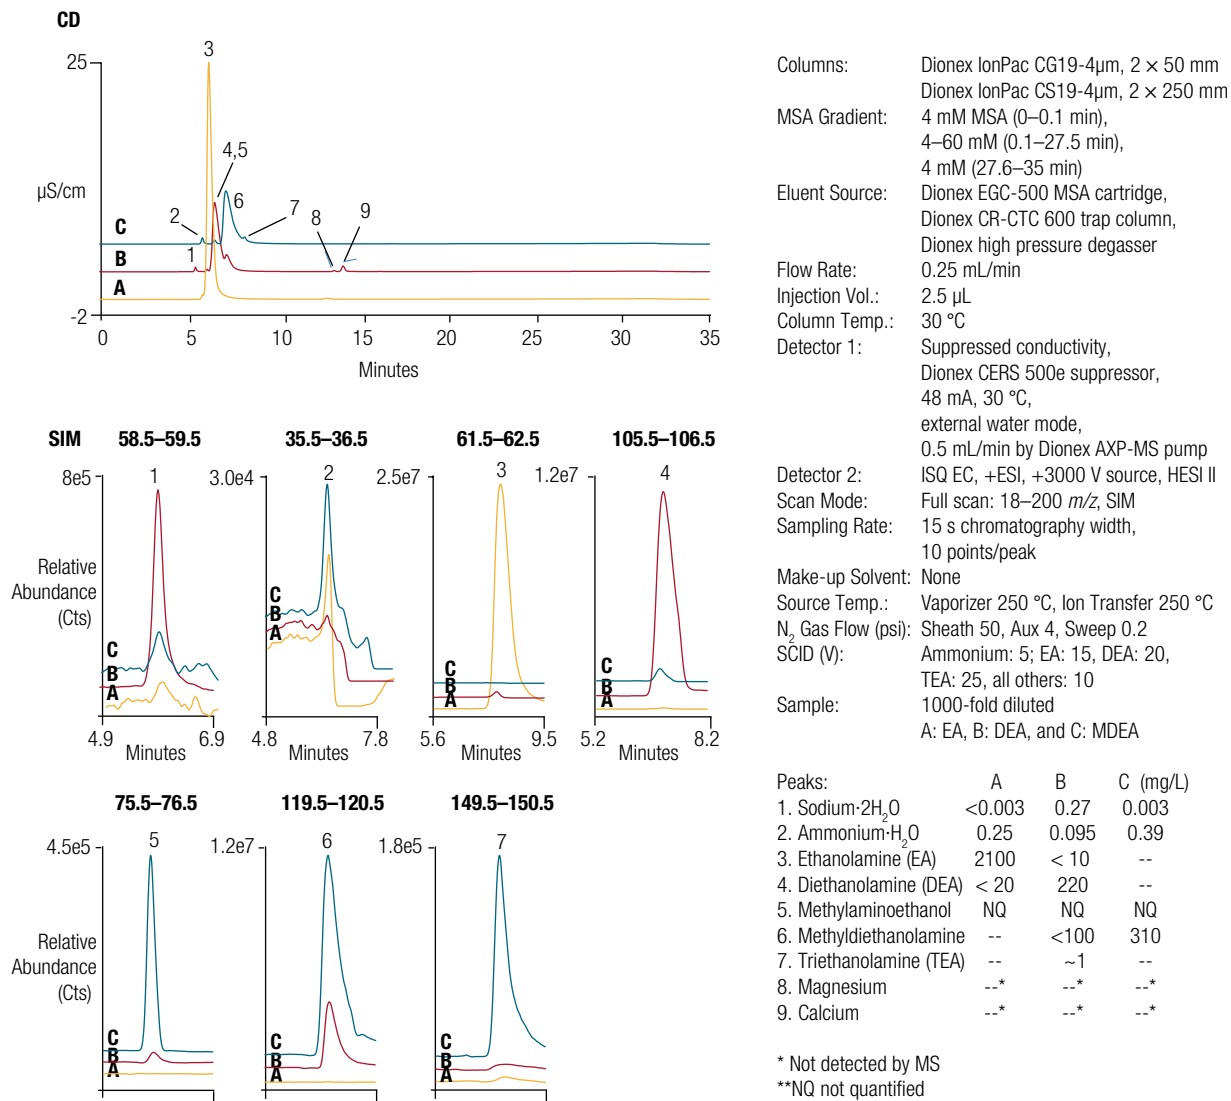 CD
25
µS/cm
-2
3
4,5
2
6
7
8
9
1
C
B
A
0 5 10 15 20 25 30 35
Minutes
SIM 58.5–59.5 35.5–36.5 61.5–62.5 105.5–106.5
8e5 1 3.0e4 2 2.5e7 3 1.2e7 4
Relative
Abundance
(Cts)
C
B
A
C
B
A
C
B
A
C
B
A
4.9 6.9 4.8 7.8 5.6 9.5 5.2 8.2
Minutes Minutes Minutes Minutes
75.5–76.5 119.5–120.5 149.5–150.5
4.5e5 5 1.2e7 6 1.8e5 7
Relative
Abundance
(Cts)
C
B
A
C
B
A
C
B
A
Columns: Dionex IonPac CG19-4µm, 2 × 50 mm
Dionex IonPac CS19-4µm, 2 × 250 mm
MSA Gradient: 4 mM MSA (0–0.1 min),
4–60 mM (0.1–27.5 min),
4 mM (27.6–35 min)
Eluent Source: Dionex EGC-500 MSA cartridge,
Dionex CR-CTC 600 trap column,
Dionex high pressure degasser
Flow Rate: 0.25 mL/min
Injection Vol.: 2.5 µL
Column Temp.: 30 °C
Detector 1: Suppressed conductivity,
Dionex CERS 500e suppressor,
48 mA, 30 °C,
external water mode,
0.5 mL/min by Dionex AXP-MS pump
Detector 2: ISQ EC, +ESI, +3000 V source, HESI II
Scan Mode: Full scan: 18–200 m/z, SIM
Sampling Rate: 15 s chromatography width,
10 points/peak
Make-up Solvent: None
Source Temp.: Vaporizer 250 °C, Ion Transfer 250 °C
N₂ Gas Flow (psi): Sheath 50, Aux 4, Sweep 0.2
SCID (V): Ammonium: 5; EA: 15, DEA: 20,
TEA: 25, all others: 10
Sample: 1000-fold diluted
A: EA, B: DEA, and C: MDEA
Peaks: A B C (mg/L)
1. Sodium·2H₂O <0.003 0.27 0.003
2. Ammonium·H₂O 0.25 0.095 0.39
3. Ethanolamine (EA) 2100 < 10 --
4. Diethanolamine (DEA) < 20 220 --
5. Methylaminoethanol NQ NQ NQ
6. Methyldiethanolamine -- <100 310
7. Triethanolamine (TEA) -- ~1 --
8. Magnesium --* --* --*
9. Calcium --* --* --*
* Not detected by MS
**NQ not quantified